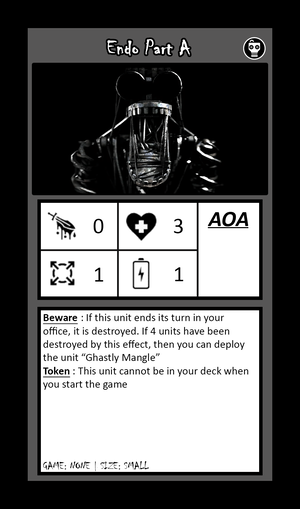 Endo Part A
0
3
AOA
1
1
Beware : If this unit ends its turn in your
office, it is destroyed. If 4 units have been
destroyed by this effect, then you can deploy
the unit “Ghastly Mangle”
Token : This unit cannot be in your deck when
you start the game
GAME: NONE | SIZE: SMALL